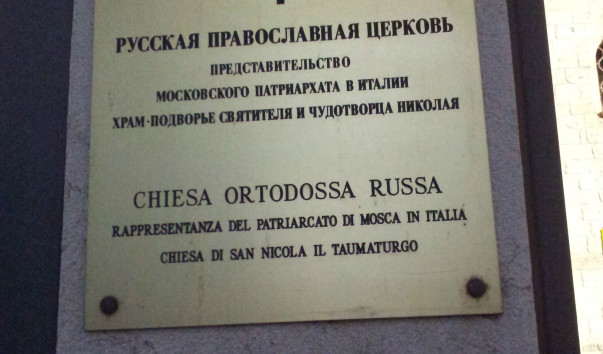 РУССКАЯ ПРАВОСЛАВНАЯ ЦЕРКОВЬ
ПРЕДСТАВИТЕЛЬСТВО
МОСКОВСКОГО ПАТРИАРХАТА В ИТАЛИИ
ХРАМ-ПОДВОРЬЕ СВЯТИТЕЛЯ И ЧУДОТВОРЦА НИКОЛАЯ
CHIESA ORTODOSSA RUSSA
RAPPRESENTANZA DEL PATRIARCATO DI MOSCA IN ITALIA
CHIESA DI SAN NICOLA IL TAUMATURGO